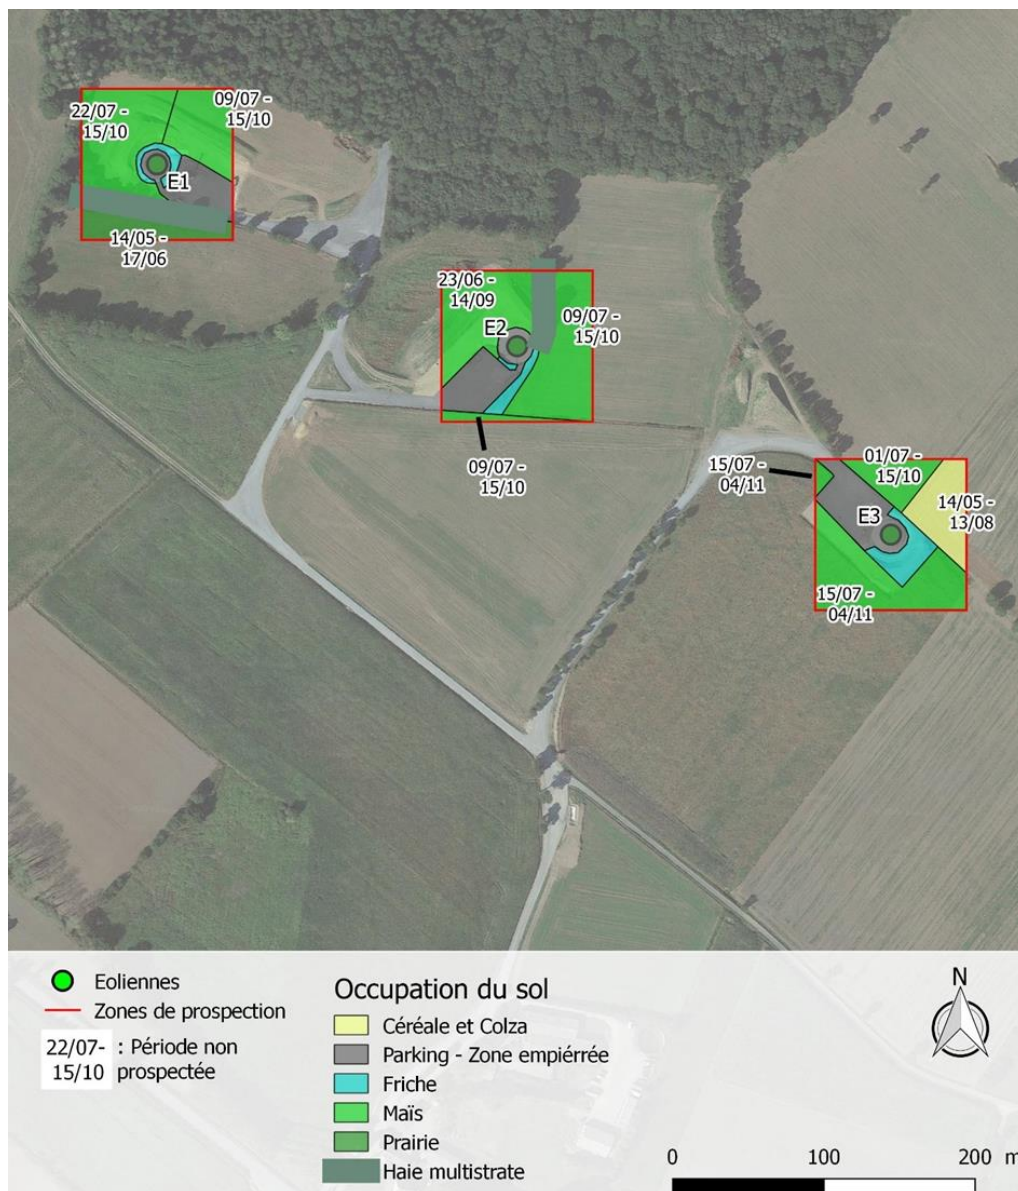 22/07 -
15/10
09/07 -
15/10
E1
14/05 -
17/06
23/06 -
14/09
E2
09/07 -
15/10
09/07 -
15/10
15/07 -
04/11
01/07 -
15/10
14/05 -
13/08
E3
15/07 -
04/11
Eoliennes
Zones de prospection
22/07-
15/10
: Période non
prospectée
Occupation du sol
Céréale et Colza
Parking - Zone empiérrée
Friche
Maïs
Prairie
Haie multistrate
N
0 100 200 m